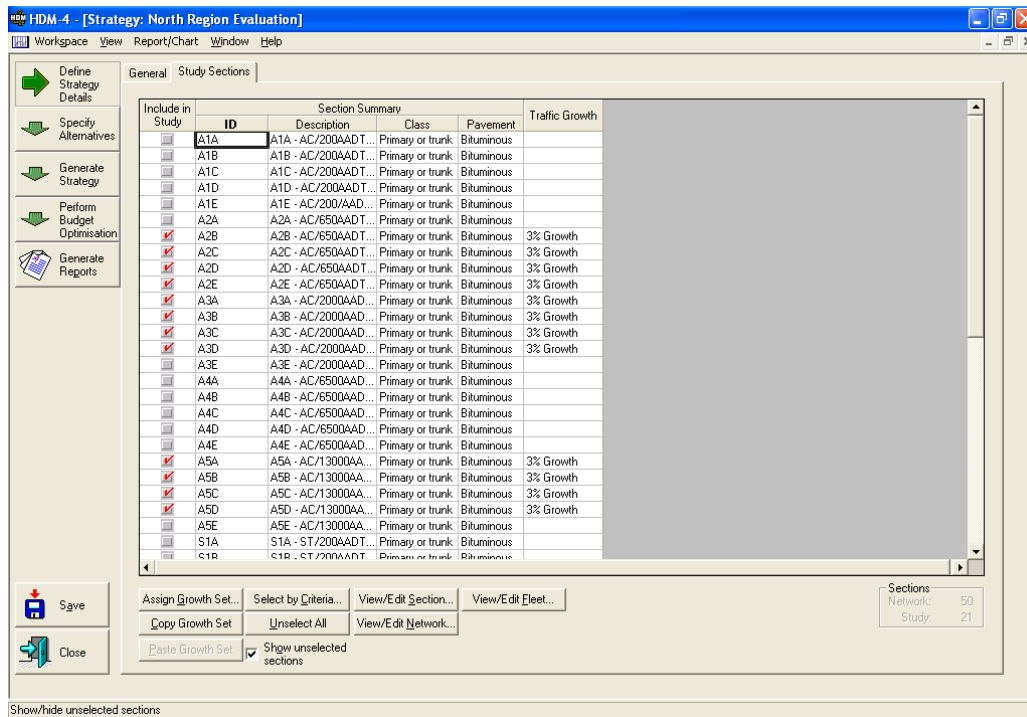 HDM-4 - [Strategy: North Region Evaluation]
Workspace View Report/Chart Window Help
Define Strategy Details
Specify Alternatives
Generate Strategy
Perform Budget Optimisation
Generate Reports
General Study Sections
Include in Study Section Summary Traffic Growth
ID Description Class Pavement
A1A A1A - AC/200AADT... Primary or trunk Bituminous
A1B A1B - AC/200AADT... Primary or trunk Bituminous
A1C A1C - AC/200AADT... Primary or trunk Bituminous
A1D A1D - AC/200AADT... Primary or trunk Bituminous
A1E A1E - AC/200/AAD... Primary or trunk Bituminous
A2A A2A - AC/650AADT... Primary or trunk Bituminous
A2B A2B - AC/650AADT... Primary or trunk Bituminous 3% Growth
A2C A2C - AC/650AADT... Primary or trunk Bituminous 3% Growth
A2D A2D - AC/650AADT... Primary or trunk Bituminous 3% Growth
A2E A2E - AC/650AADT... Primary or trunk Bituminous 3% Growth
A3A A3A - AC/2000AAD... Primary or trunk Bituminous 3% Growth
A3B A3B - AC/2000AAD... Primary or trunk Bituminous 3% Growth
A3C A3C - AC/2000AAD... Primary or trunk Bituminous 3% Growth
A3D A3D - AC/2000AAD... Primary or trunk Bituminous 3% Growth
A3E A3E - AC/2000AAD... Primary or trunk Bituminous
A4A A4A - AC/6500AAD... Primary or trunk Bituminous
A4B A4B - AC/6500AAD... Primary or trunk Bituminous
A4C A4C - AC/6500AAD... Primary or trunk Bituminous
A4D A4D - AC/6500AAD... Primary or trunk Bituminous
A4E A4E - AC/6500AAD... Primary or trunk Bituminous
A5A A5A - AC/13000AA... Primary or trunk Bituminous 3% Growth
A5B A5B - AC/13000AA... Primary or trunk Bituminous 3% Growth
A5C A5C - AC/13000AA... Primary or trunk Bituminous 3% Growth
A5D A5D - AC/13000AA... Primary or trunk Bituminous 3% Growth
A5E A5E - AC/13000AA... Primary or trunk Bituminous
S1A S1A - ST/200AADT... Primary or trunk Bituminous
S1B S1B - ST/200AADT... Primary or trunk Bituminous
Save
Close
Assign Growth Set... Select by Criteria... View/Edit Section... View/Edit Fleet...
Copy Growth Set Unselect All View/Edit Network...
Paste Growth Set Show unselected sections
Sections
Network: 50
Study: 21
Show/hide unselected sections